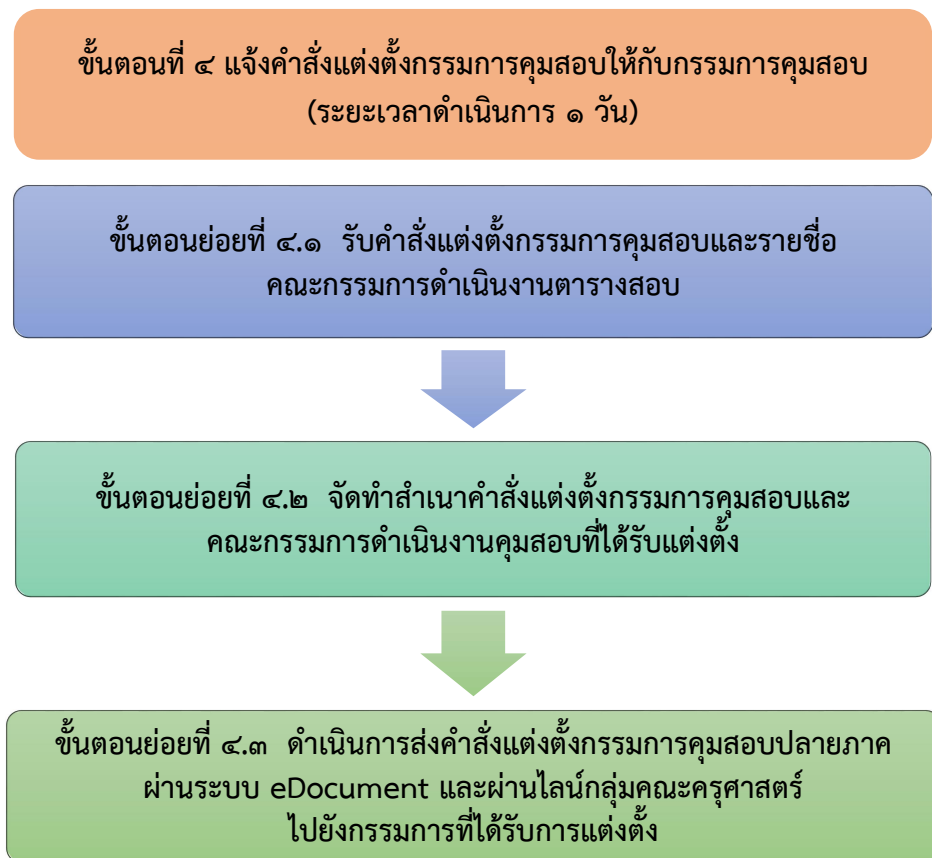 ขั้นตอนที่ ๔ แจ้งคำสั่งแต่งตั้งกรรมการคุมสอบให้กับกรรมการคุมสอบ
(ระยะเวลาดำเนินการ ๑ วัน)
ขั้นตอนย่อยที่ ๔.๑ รับคำสั่งแต่งตั้งกรรมการคุมสอบและรายชื่อ
คณะกรรมการดำเนินงานตารางสอบ
ขั้นตอนย่อยที่ ๔.๒ จัดทำสำเนาคำสั่งแต่งตั้งกรรมการคุมสอบและ
คณะกรรมการดำเนินงานคุมสอบที่ได้รับแต่งตั้ง
ขั้นตอนย่อยที่ ๔.๓ ดำเนินการส่งคำสั่งแต่งตั้งกรรมการคุมสอบปลายภาค
ผ่านระบบ eDocument และผ่านไลน์กลุ่มคณะครุศาสตร์
ไปยังกรรมการที่ได้รับการแต่งตั้ง